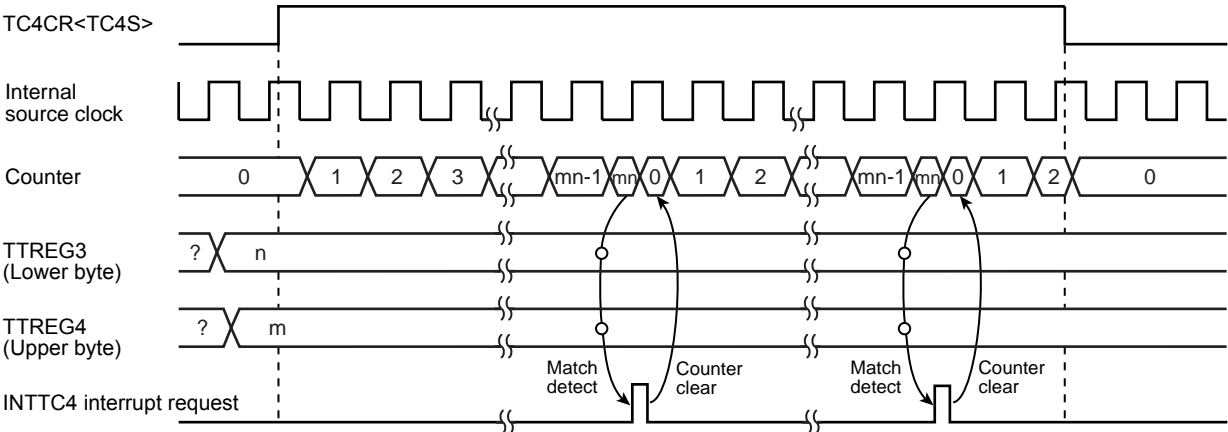 TC4CR<TC4S>
Internal
source clock
Counter 0 1 2 3 mn-1 mn 0 1 2 mn-1 mn 0 1 2 0
TTREG3
(Lower byte)
? n
TTREG4
(Upper byte)
? m
Match
detect
Counter
clear
Match
detect
Counter
clear
INTTC4 interrupt request